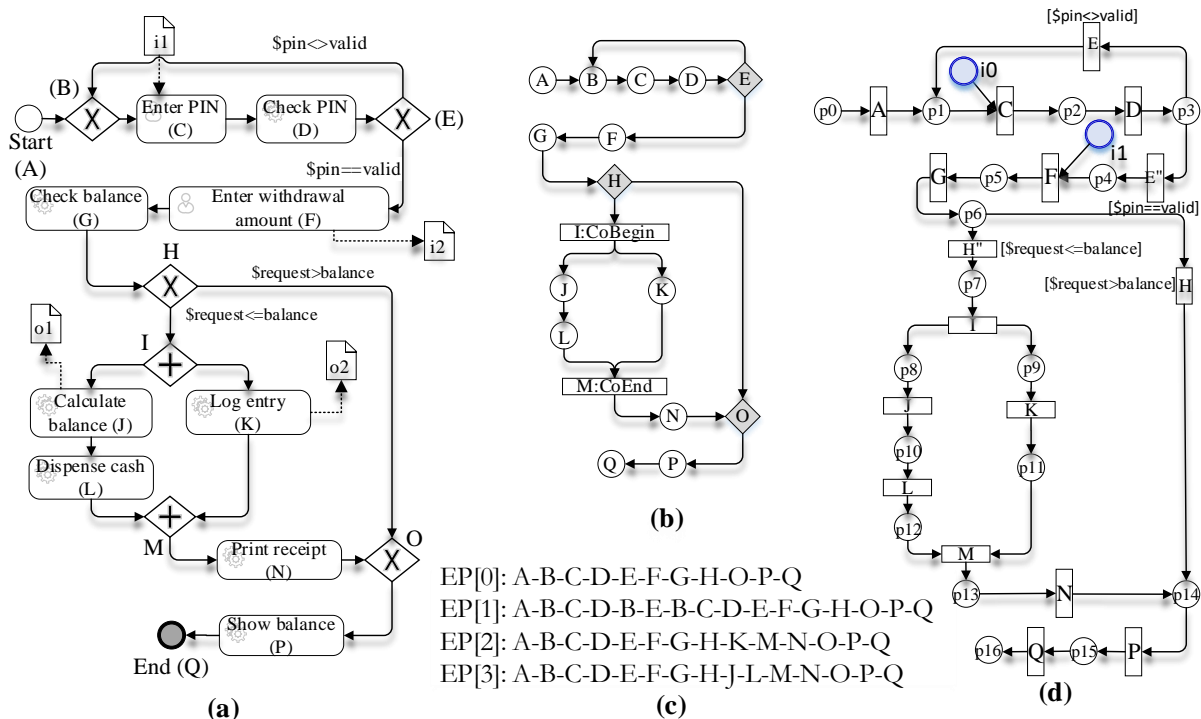 i1
$pin<>valid
(B)
X
Enter PIN
(C)
Check PIN
(D)
X
(E)
Start
(A)
$pin==valid
Check balance
(G)
Enter withdrawal
amount (F)
i2
H
X
$request>balance
$request<=balance
o1
I
+
o2
Calculate
balance (J)
Log entry
(K)
Dispense cash
(L)
+
M
Print receipt
(N)
O
X
Show balance
(P)
End (Q)
(a)
A
B
C
D
E
G
F
H
I:CoBegin
J
K
L
M:CoEnd
N
O
Q
P
(b)
EP[0]: A-B-C-D-E-F-G-H-O-P-Q
EP[1]: A-B-C-D-B-E-B-C-D-E-F-G-H-O-P-Q
EP[2]: A-B-C-D-E-F-G-H-K-M-N-O-P-Q
EP[3]: A-B-C-D-E-F-G-H-J-L-M-N-O-P-Q
(c)
[$pin<>valid]
E
i0
p0
A
p1
C
p2
D
p3
i1
G
p5
F
p4
E"
[$pin==valid]
p6
H"
[$request<=balance]
p7
[$request>balance]
H
I
p8
p9
J
K
p10
p11
L
p12
M
p13
N
p14
p16
Q
p15
P
(d)